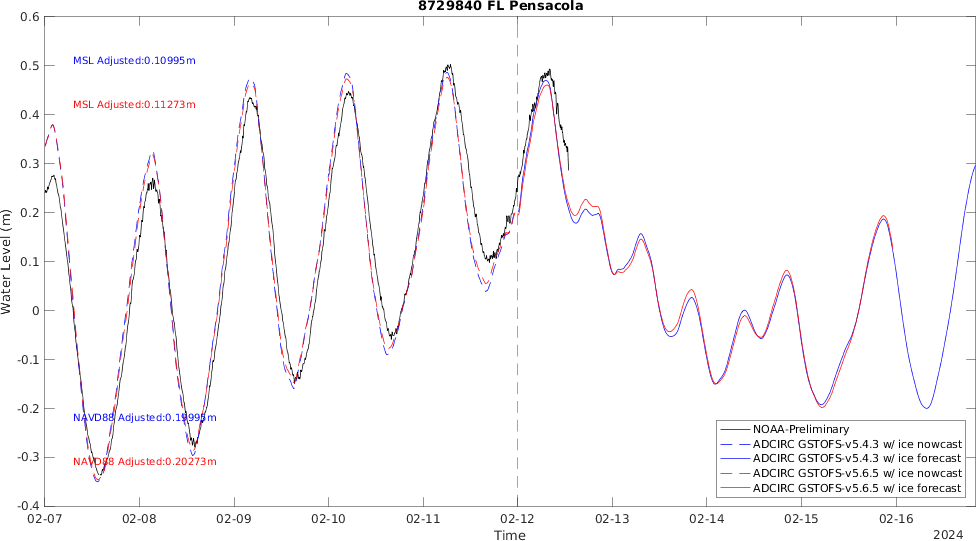 8729840 FL Pensacola
0.6
0.5
0.4
0.3
0.2
0.1
0
-0.1
-0.2
-0.3
-0.4
Water Level (m)
MSL Adjusted:0.10995m
MSL Adjusted:0.11273m
NAVD88 Adjusted:0.19995m
NAVD88 Adjusted:0.20273m
NOAA-Preliminary
ADCIRC GSTOFS-v5.4.3 w/ ice nowcast
ADCIRC GSTOFS-v5.4.3 w/ ice forecast
ADCIRC GSTOFS-v5.6.5 w/ ice nowcast
ADCIRC GSTOFS-v5.6.5 w/ ice forecast
02-07 02-08 02-09 02-10 02-11 02-12 02-13 02-14 02-15 02-16
Time
2024